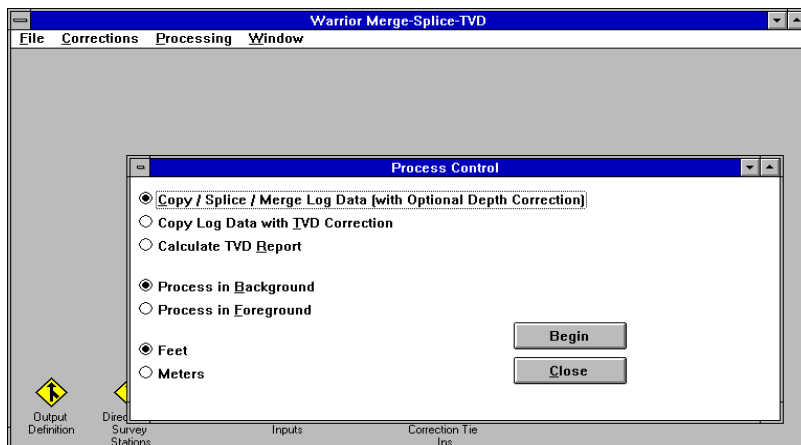 Warrior Merge-Splice-TVD
File Corrections Processing Window
Process Control
Copy / Splice / Merge Log Data (with Optional Depth Correction)
Copy Log Data with TVD Correction
Calculate TVD Report
Process in Background
Process in Foreground
Feet
Meters
Begin
Close
Output
Definition
Direc
Survey
Stations
Inputs
Correction Tie
Ins